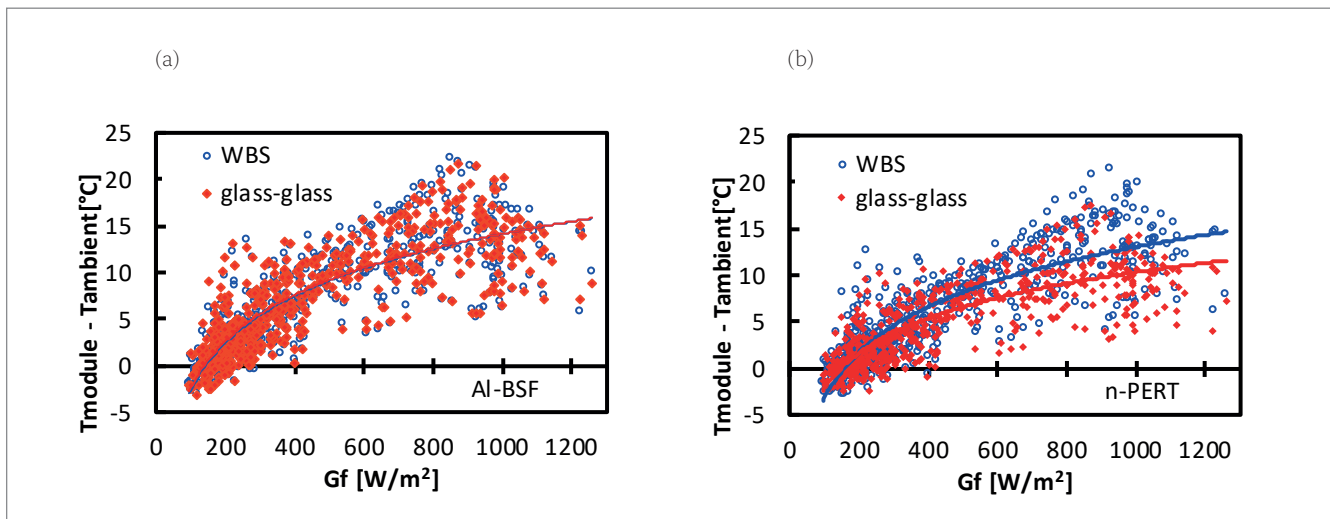 (a)
Tmodule - Tambient[°C]
25
20
15
10
5
0
-5
WBS
glass-glass
Al-BSF
0 200 400 600 800 1000 1200
Gf [W/m²]
(b)
Tmodule - Tambient[°C]
25
20
15
10
5
0
-5
WBS
glass-glass
n-PERT
0 200 400 600 800 1000 1200
Gf [W/m²]